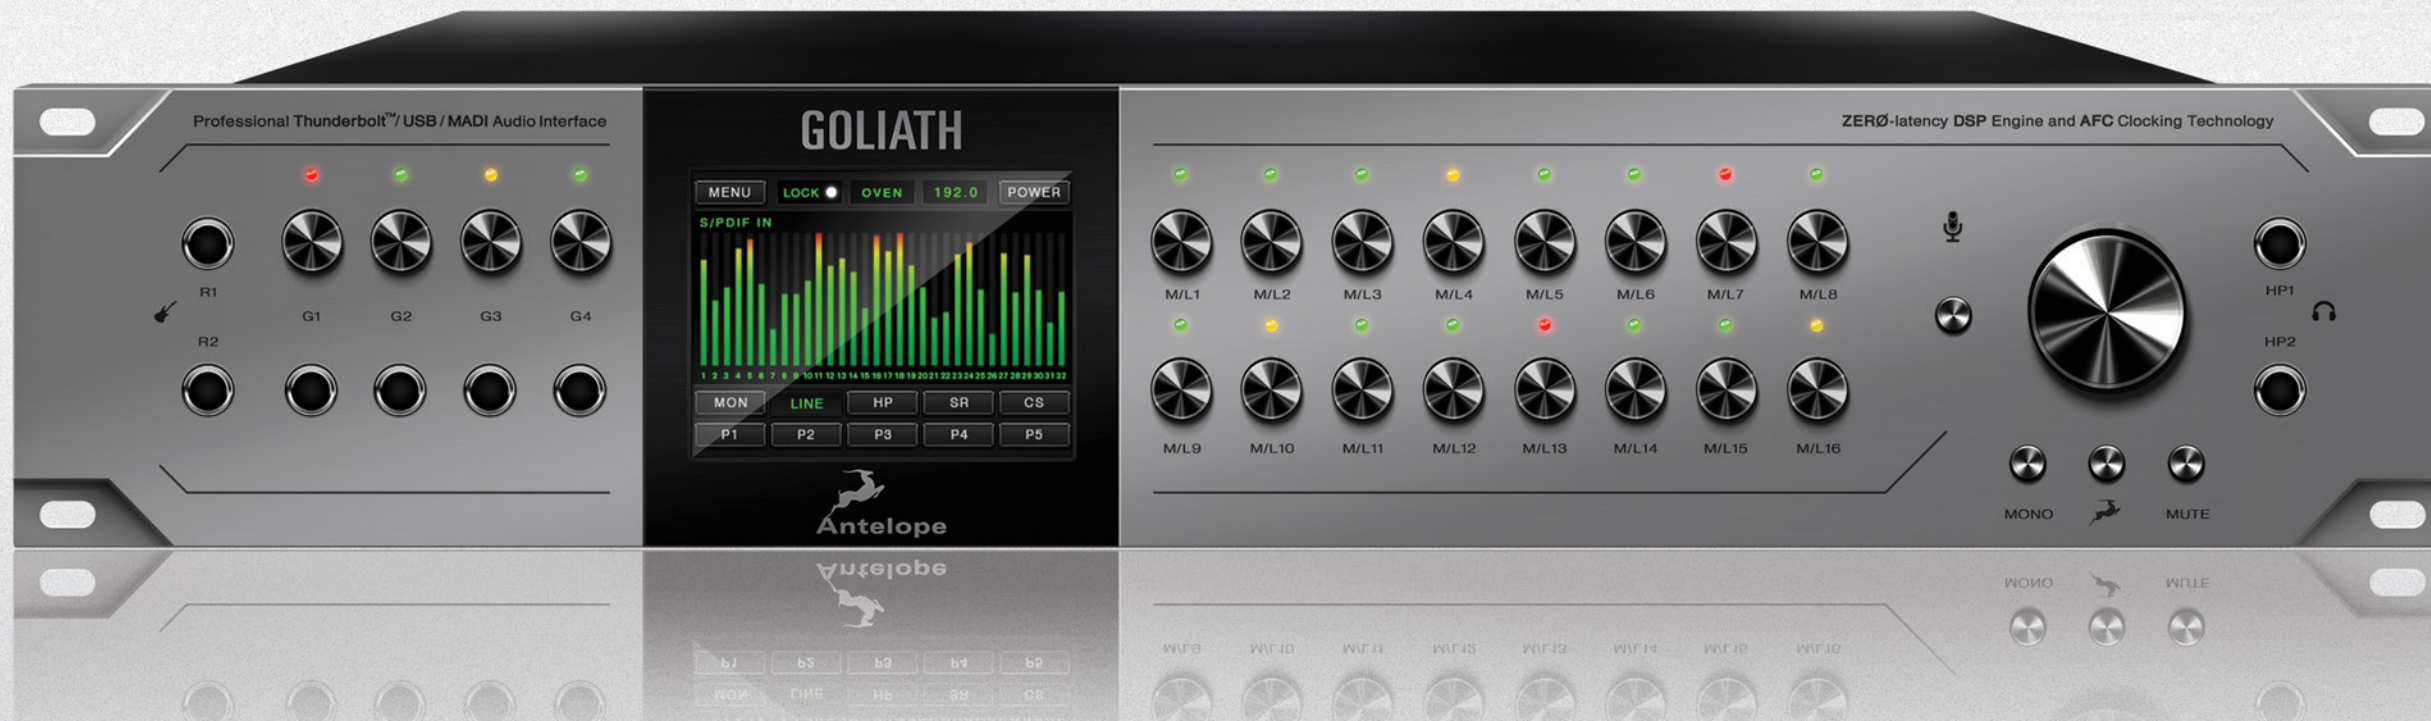 Professional Thunderbolt™/ USB / MADI Audio Interface
GOLIATH
ZERØ-latency DSP Engine and AFC Clocking Technology
MENU LOCK OVEN 192.0 POWER
S/PDIF IN
1 2 3 4 5 6 7 8 9 10 11 12 13 14 15 16 17 18 19 20 21 22 23 24 25 26 27 28 29 30 31 32
MON LINE HP SR CS
P1 P2 P3 P4 P5
Antelope
R1
G1 G2 G3 G4
R2
M/L1 M/L2 M/L3 M/L4 M/L5 M/L6 M/L7 M/L8
M/L9 M/L10 M/L11 M/L12 M/L13 M/L14 M/L15 M/L16
HP1
HP2
MONO MUTE